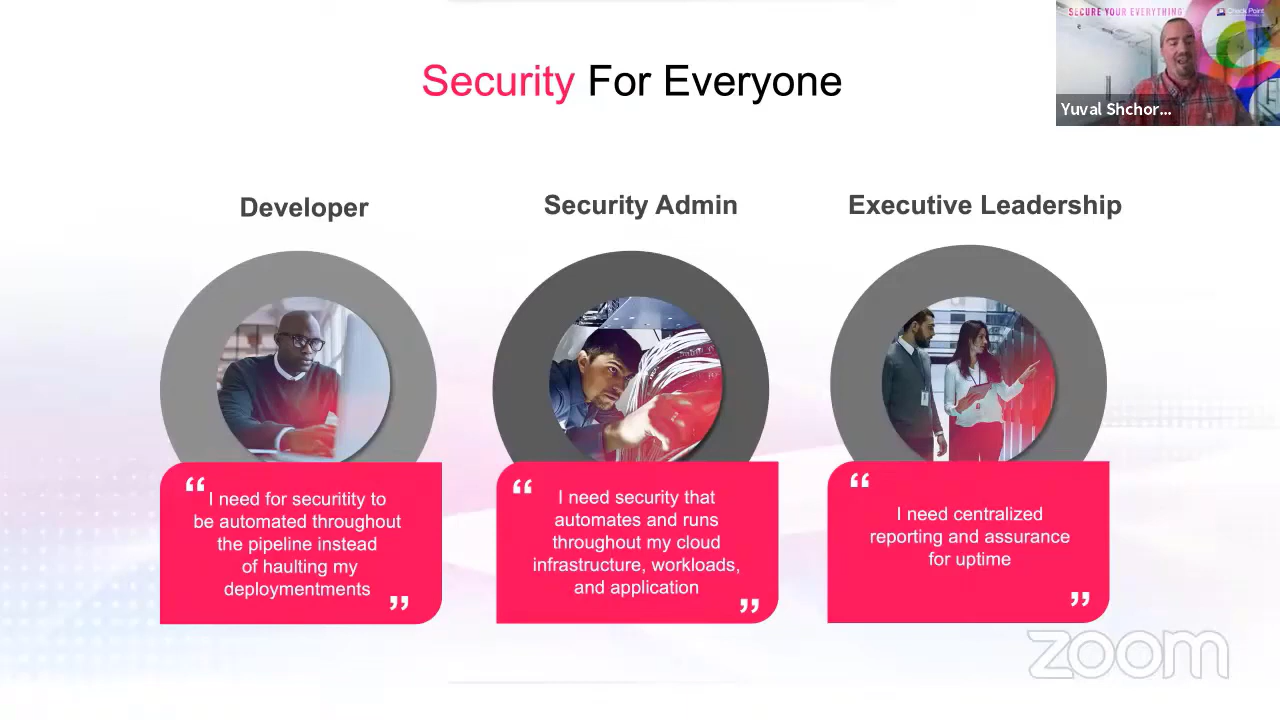 SECURE YOUR EVERYTHING
Check Point
Yuval Shchor...
Security For Everyone
Developer
Security Admin
Executive Leadership
“ I need for securitity to
be automated throughout
the pipeline instead
of haulting my
deploymentments ”
“ I need security that
automates and runs
throughout my cloud
infrastructure, workloads,
and application ”
“ I need centralized
reporting and assurance
for uptime ”
zoom